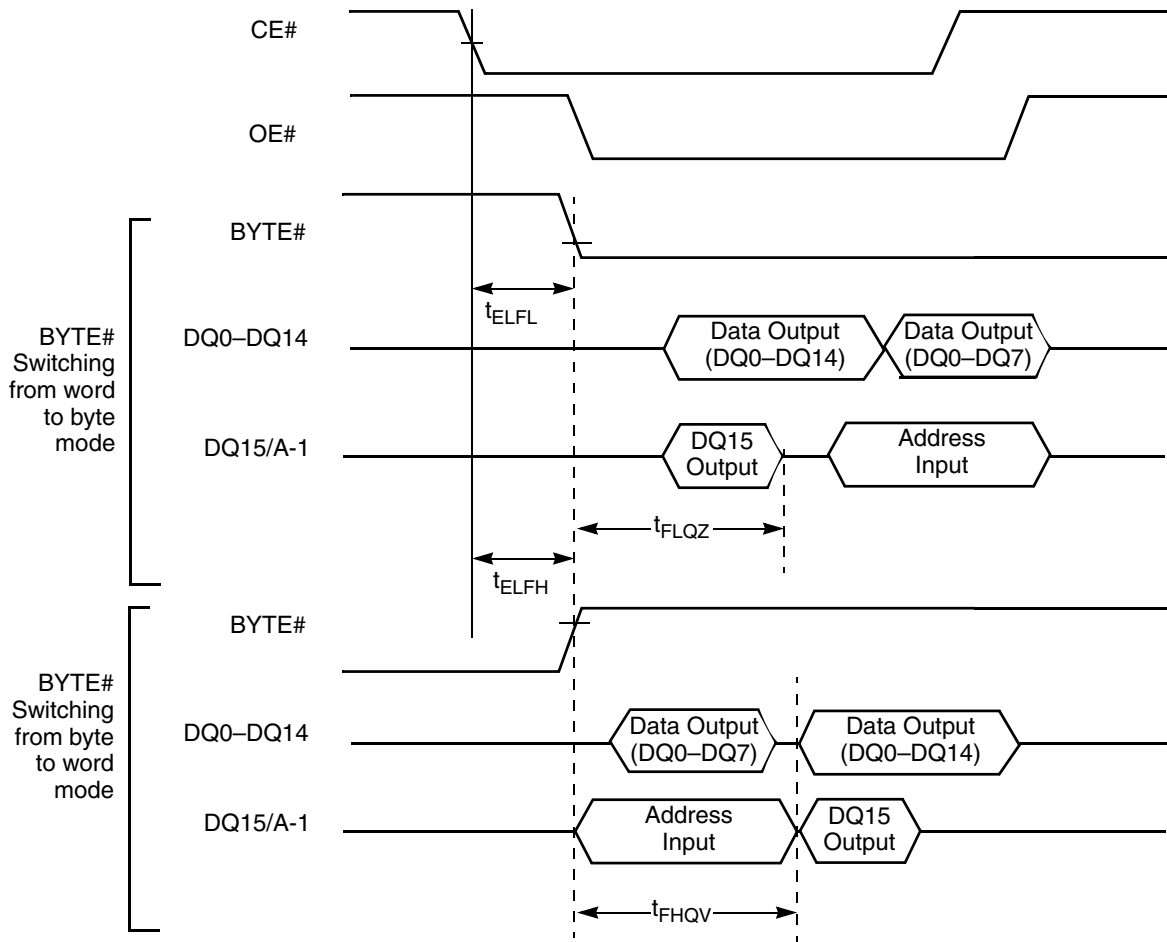 CE#
OE#
BYTE#
tELFL
BYTE#
Switching
from word
to byte
mode
DQ0–DQ14
Data Output
(DQ0–DQ14)
Data Output
(DQ0–DQ7)
DQ15/A-1
DQ15
Output
Address
Input
tFLQZ
tELFH
BYTE#
BYTE#
Switching
from byte
to word
mode
DQ0–DQ14
Data Output
(DQ0–DQ7)
Data Output
(DQ0–DQ14)
DQ15/A-1
Address
Input
DQ15
Output
tFHQV